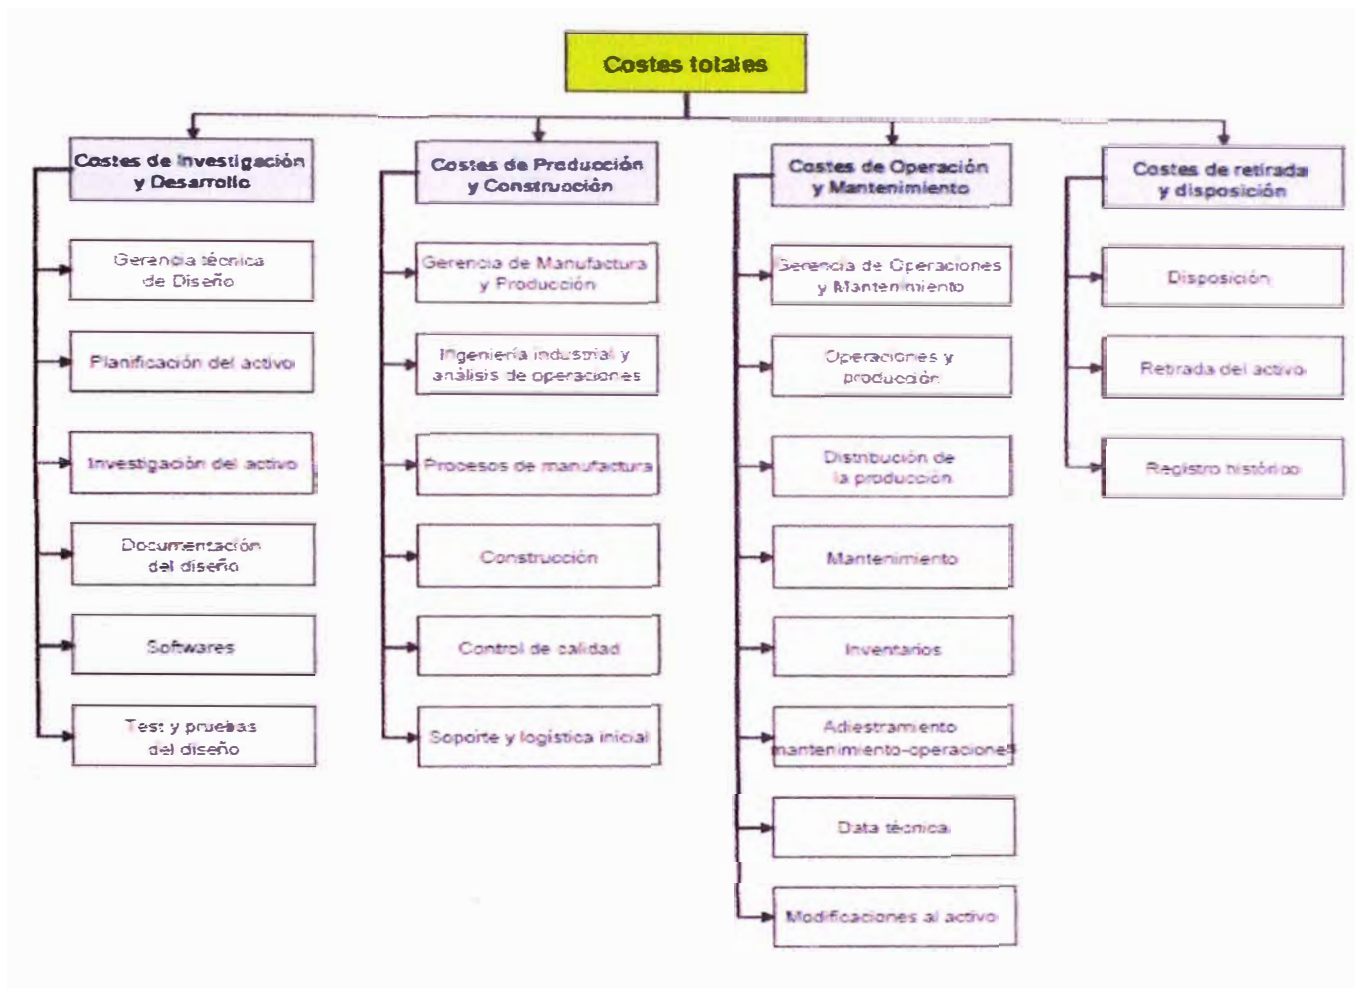 Costes totales
Costes de Investigación
y Desarrollo
Gerencia técnica
de Diseño
Planificación del activo
Investigación del activo
Documentación
del diseño
Softwares
Test y pruebas
del diseño
Costes de Producción
y Construcción
Gerencia de Manufactura
y Producción
Ingeniería industrial y
análisis de operaciones
Procesos de manufactura
Construcción
Control de calidad
Soporte y logística inicial
Costes de Operación
y Mantenimiento
Gerencia de Operaciones
y Mantenimiento
Operaciones y
producción
Distribución de
la producción
Mantenimiento
Inventarios
Adiestramiento
mantenimiento-operaciones
Data técnica
Modificaciones al activo
Costes de retirada
y disposición
Disposición
Retirada del activo
Registro histórico